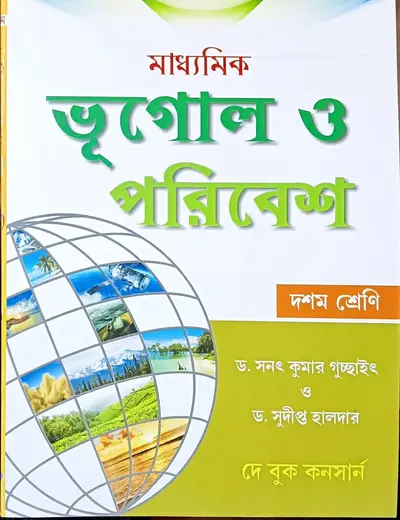 মাধ্যমিক
ভূগোল ও
পরিবেশ
দশম শ্রেণি
ড. সনৎ কুমার গুচ্ছাইৎ
ও
ড. সুদীপ্ত হালদার
দে বুক কনসার্ন